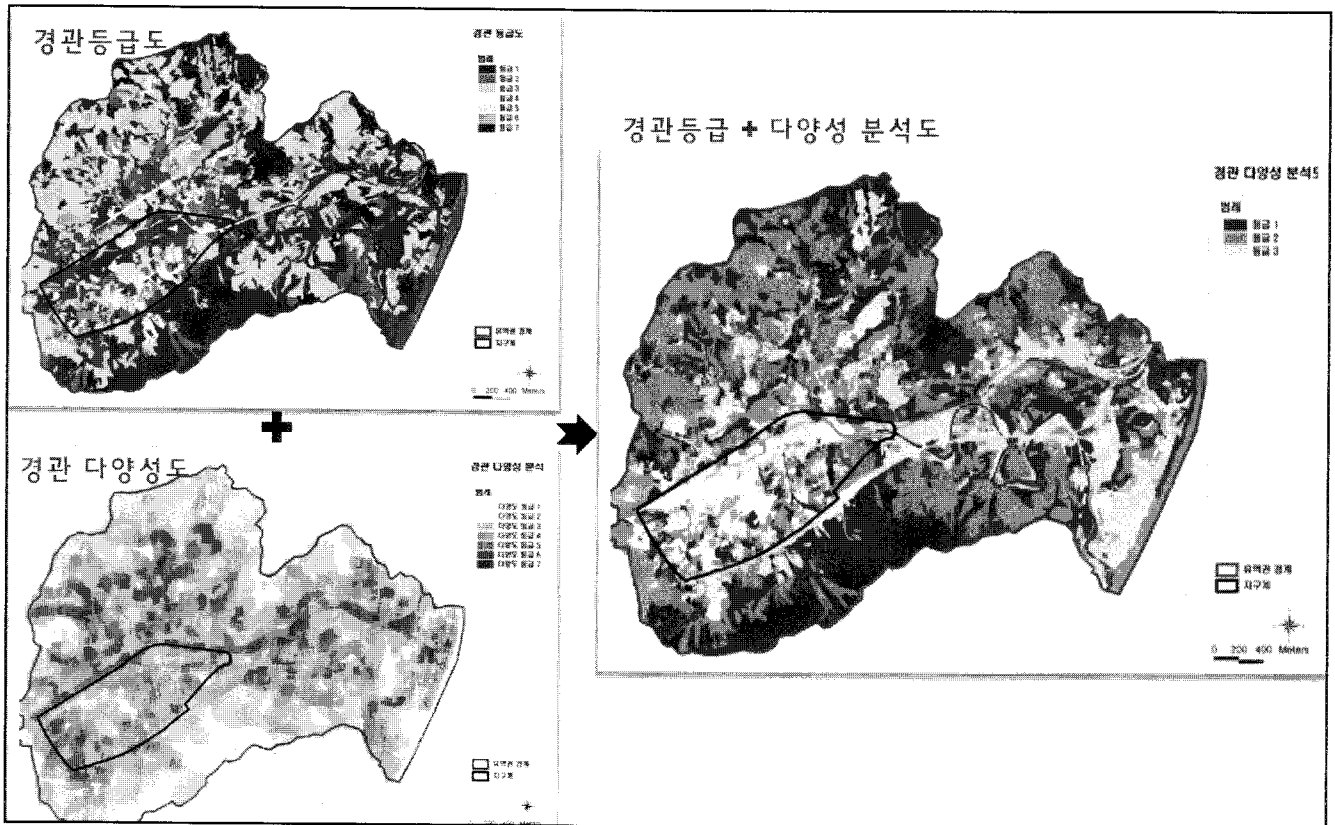 경관등급도
경관 등급도
범례
등급 1
등급 2
등급 3
등급 4
등급 5
등급 6
등급 7
유역권 경계
지구계
0 200 400 Meters
+
경관 다양성도
경관 다양성 분석
범례
다양도 등급 1
다양도 등급 2
다양도 등급 3
다양도 등급 4
다양도 등급 5
다양도 등급 6
다양도 등급 7
유역권 경계
지구계
0 200 400 Meters
경관등급 + 다양성 분석도
경관 다양성 분석도
범례
등급 1
등급 2
등급 3
유역권 경계
지구계
0 200 400 Meters